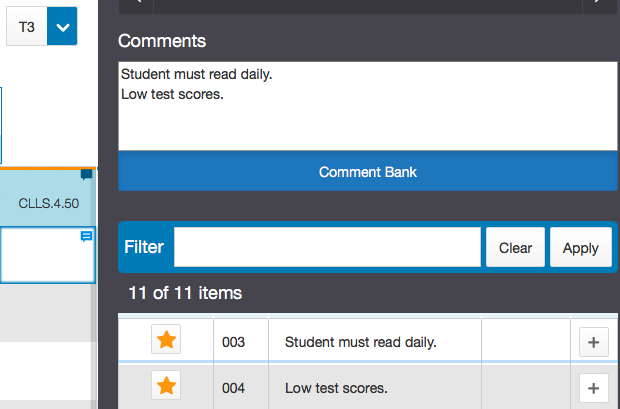 T3
Comments
Student must read daily.
Low test scores.
Comment Bank
CLLS.4.50
Filter
Clear
Apply
11 of 11 items
003 Student must read daily. +
004 Low test scores. +